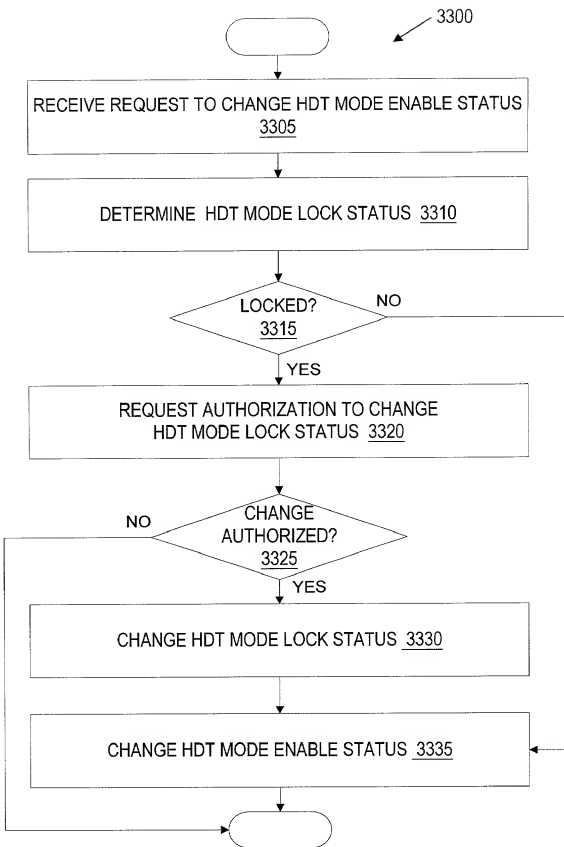 3300
RECEIVE REQUEST TO CHANGE HDT MODE ENABLE STATUS
3305
DETERMINE HDT MODE LOCK STATUS 3310
LOCKED?
3315
NO
YES
REQUEST AUTHORIZATION TO CHANGE
HDT MODE LOCK STATUS 3320
NO
CHANGE
AUTHORIZED?
3325
YES
CHANGE HDT MODE LOCK STATUS 3330
CHANGE HDT MODE ENABLE STATUS 3335